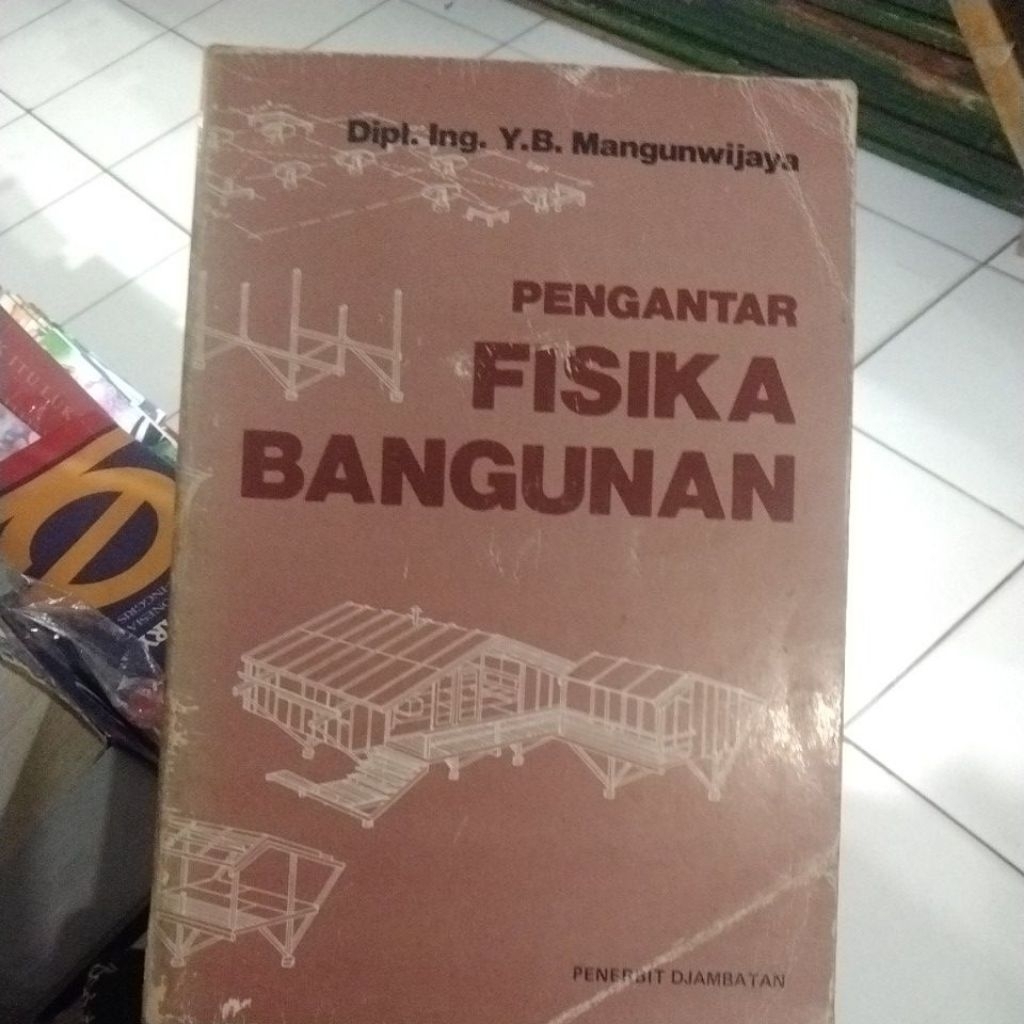 Dipl. Ing. Y.B. Mangunwijaya
PENGANTAR
FISIKA
BANGUNAN
PENERBIT DJAMBATAN